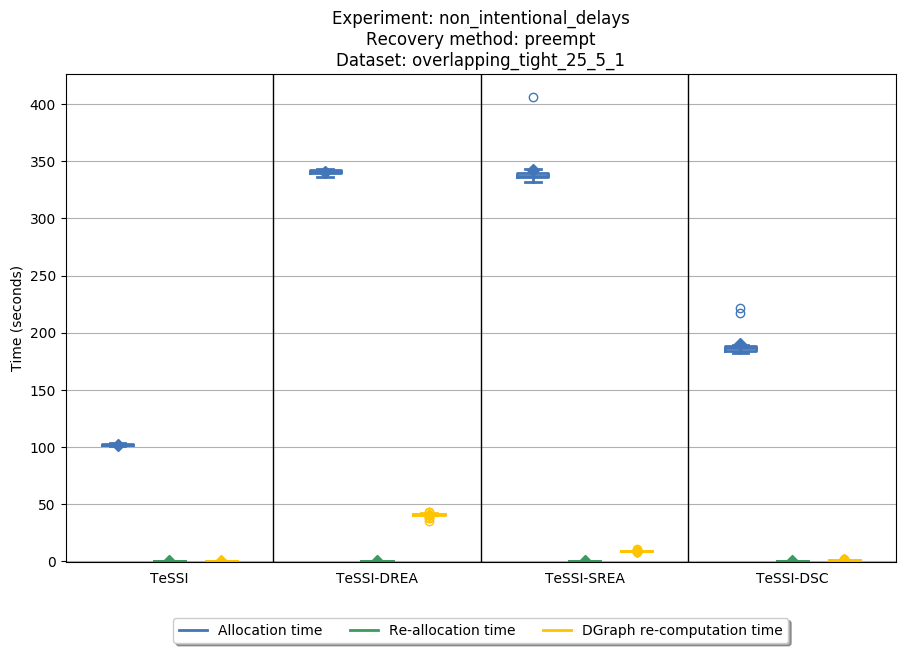 Experiment: non_intentional_delays
Recovery method: preempt
Dataset: overlapping_tight_25_5_1
Time (seconds)
400
350
300
250
200
150
100
50
0
TeSSI
TeSSI-DREA
TeSSI-SREA
TeSSI-DSC
Allocation time
Re-allocation time
DGraph re-computation time